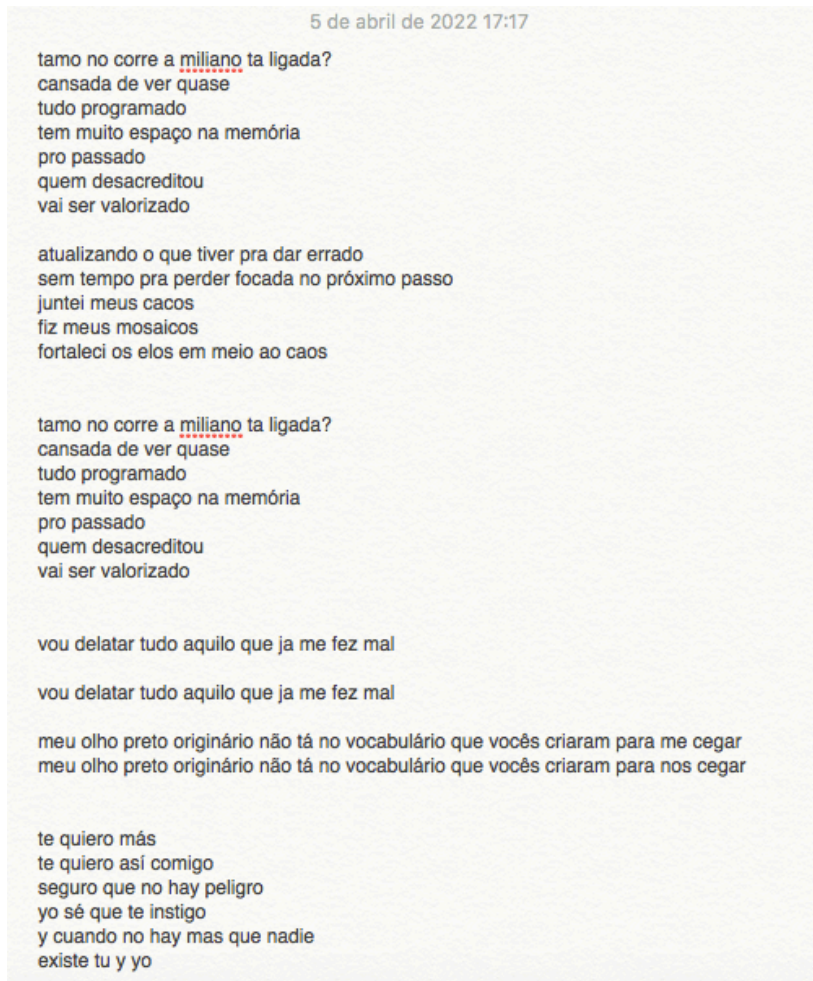 5 de abril de 2022 17:17
tamo no corre a miliano ta ligada?
cansada de ver quase
tudo programado
tem muito espaço na memória
pro passado
quem desacreditou
vai ser valorizado
atualizando o que tiver pra dar errado
sem tempo pra perder focada no próximo passo
juntei meus cacos
fiz meus mosaicos
fortaleci os elos em meio ao caos
tamo no corre a miliano ta ligada?
cansada de ver quase
tudo programado
tem muito espaço na memória
pro passado
quem desacreditou
vai ser valorizado
vou delatar tudo aquilo que ja me fez mal
vou delatar tudo aquilo que ja me fez mal
meu olho preto originário não tá no vocabulário que vocês criaram para me cegar
meu olho preto originário não tá no vocabulário que vocês criaram para nos cegar
te quiero más
te quiero así comigo
seguro que no hay peligro
yo sé que te instigo
y cuando no hay mas que nadie
existe tu y yo